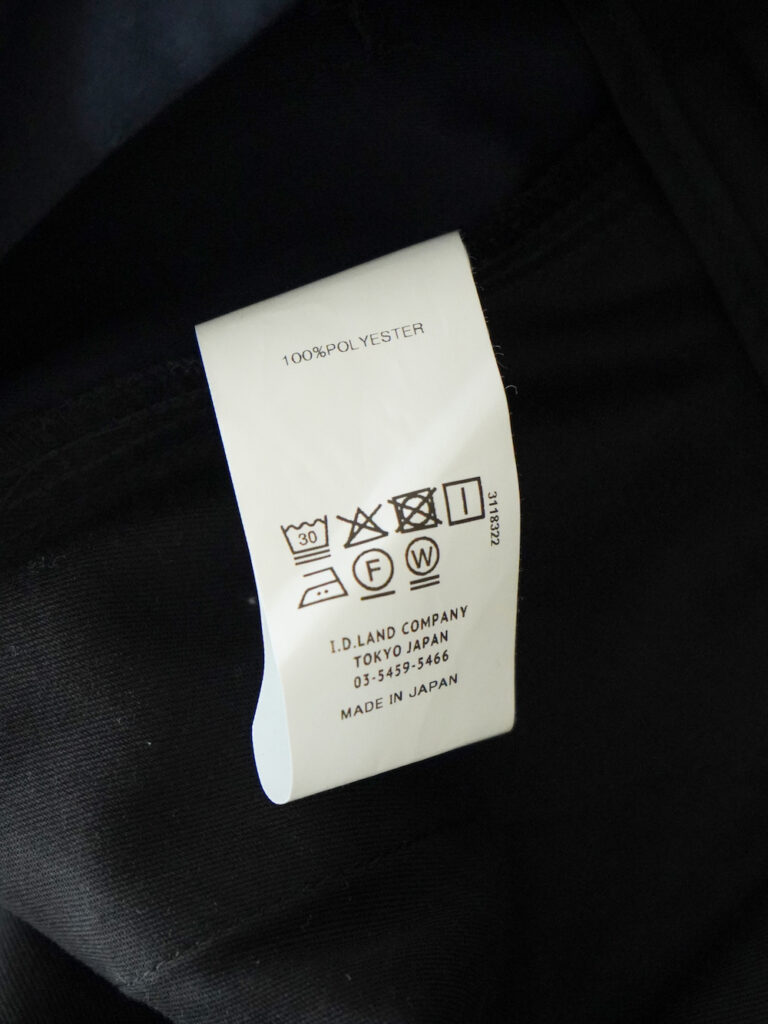 100%POLYESTER
30
3118322
F W
I.D.LAND COMPANY
TOKYO JAPAN
03-5459-5466
MADE IN JAPAN